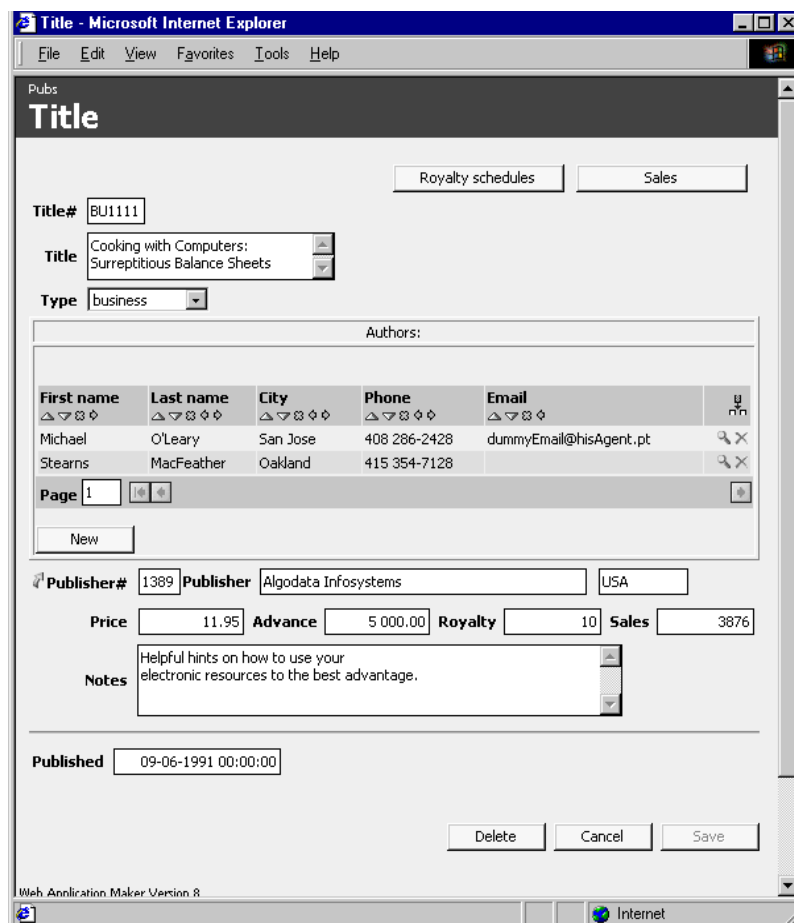 Title - Microsoft Internet Explorer
File Edit View Favorites Tools Help
Pubs
Title
Royalty schedules Sales
Title# BU1111
Title Cooking with Computers:
Surreptitious Balance Sheets
Type business
Authors:
First name Last name City Phone Email
Michael O'Leary San Jose 408 286-2428 dummyEmail@hisAgent.pt
Stearns MacFeather Oakland 415 354-7128
Page 1
New
Publisher# 1389 Publisher Algodata Infosystems USA
Price 11.95 Advance 5 000.00 Royalty 10 Sales 3876
Notes Helpful hints on how to use your
electronic resources to the best advantage.
Published 09-06-1991 00:00:00
Delete Cancel Save
Web Application Maker Version 8
Internet